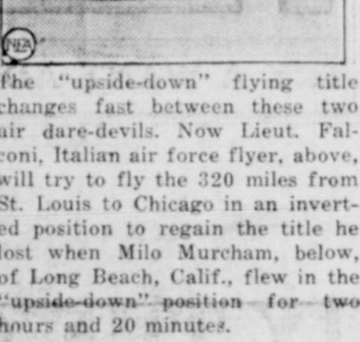 NEA
The "upside-down" flying title
changes fast between these two
air dare-devils. Now Lieut. Fal-
coni, Italian air force flyer, above,
will try to fly the 320 miles from
St. Louis to Chicago in an invert-
ed position to regain the title he
lost when Milo Murcham, below,
of Long Beach, Calif., flew in the
"upside-down" position for two
hours and 20 minutes.